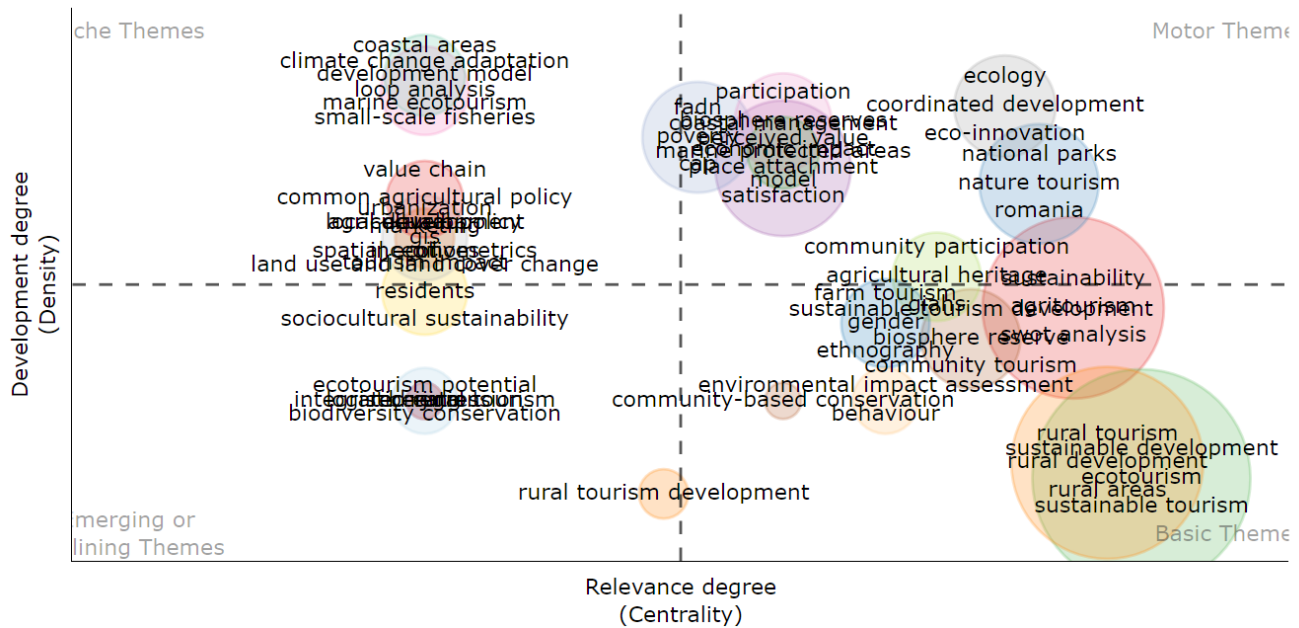 che Themes
Motor Theme
coastal areas
climate change adaptation
development model
loop analysis
marine ecotourism
small-scale fisheries
value chain
common agricultural policy
urbanization
marketing
gis
land use and land cover change
residents
sociocultural sustainability
ecotourism potential
biodiversity conservation
rural tourism development
fadn
poverty
cap
participation
biosphere reserves
coastal management
perceived value
economic impact
marine protected areas
place attachment
model
satisfaction
ecology
coordinated development
eco-innovation
national parks
nature tourism
romania
community participation
agricultural heritage
giahs
sustainability
agritourism
swot analysis
farm tourism
gender
ethnography
sustainable tourism development
biosphere reserve
community tourism
environmental impact assessment
community-based conservation
behaviour
rural tourism
rural development
rural areas
sustainable development
ecotourism
sustainable tourism
Emerging or
lining Themes
Basic Theme
Development degree
(Density)
Relevance degree
(Centrality)